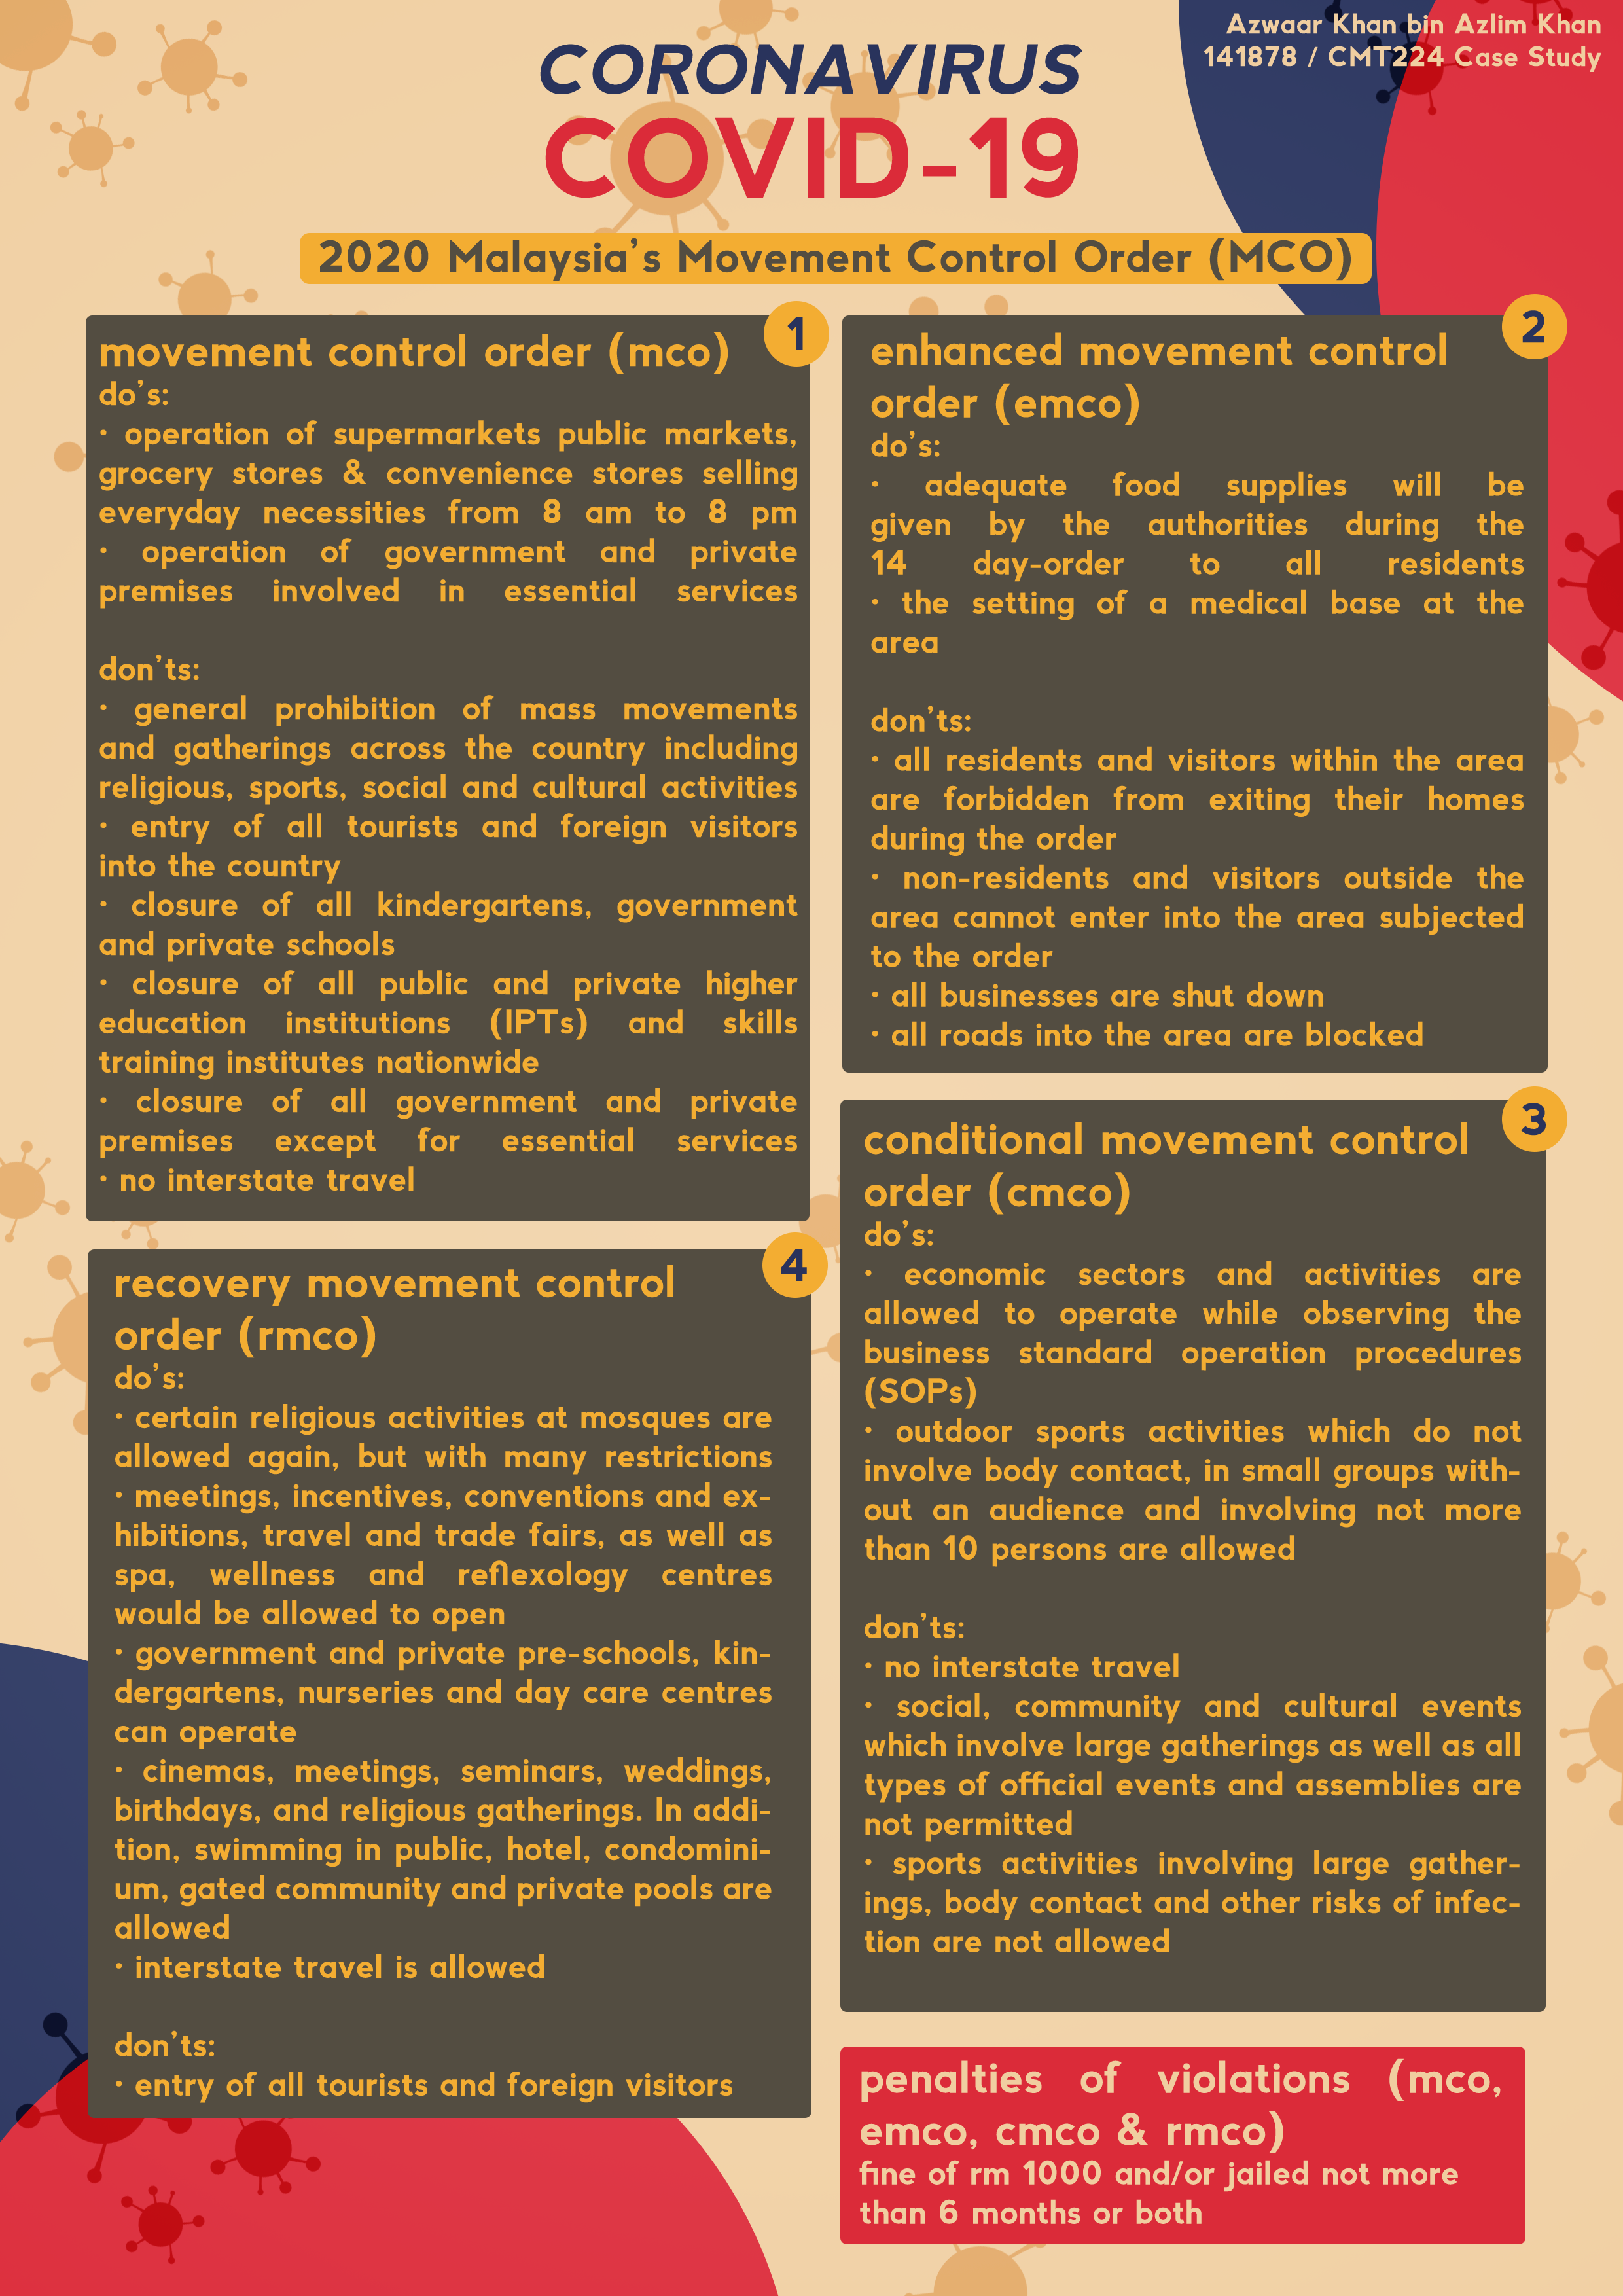 Azwaar Khan bin Azlim Khan
141878 / CMT224 Case Study
CORONAVIRUS
COVID-19
2020 Malaysia's Movement Control Order (MCO)
1
movement control order (mco)
do's:
· operation of supermarkets public markets,
grocery stores & convenience stores selling
everyday necessities from 8 am to 8 pm
· operation of government and private
premises involved in essential services
don'ts:
· general prohibition of mass movements
and gatherings across the country including
religious, sports, social and cultural activities
· entry of all tourists and foreign visitors
into the country
· closure of all kindergartens, government
and private schools
· closure of all public and private higher
education institutions (IPTs) and skills
training institutes nationwide
· closure of all government and private
premises except for essential services
· no interstate travel
2
enhanced movement control
order (emco)
do's:
· adequate food supplies will be
given by the authorities during the
14 day-order to all residents
· the setting of a medical base at the
area
don'ts:
· all residents and visitors within the area
are forbidden from exiting their homes
during the order
· non-residents and visitors outside the
area cannot enter into the area subjected
to the order
· all businesses are shut down
· all roads into the area are blocked
3
conditional movement control
order (cmco)
do's:
· economic sectors and activities are
allowed to operate while observing the
business standard operation procedures
(SOPs)
· outdoor sports activities which do not
involve body contact, in small groups with-
out an audience and involving not more
than 10 persons are allowed
don'ts:
· no interstate travel
· social, community and cultural events
which involve large gatherings as well as all
types of official events and assemblies are
not permitted
· sports activities involving large gather-
ings, body contact and other risks of infec-
tion are not allowed
4
recovery movement control
order (rmco)
do's:
· certain religious activities at mosques are
allowed again, but with many restrictions
· meetings, incentives, conventions and ex-
hibitions, travel and trade fairs, as well as
spa, wellness and reflexology centres
would be allowed to open
· government and private pre-schools, kin-
dergartens, nurseries and day care centres
can operate
· cinemas, meetings, seminars, weddings,
birthdays, and religious gatherings. In addi-
tion, swimming in public, hotel, condomini-
um, gated community and private pools are
allowed
· interstate travel is allowed
don'ts:
· entry of all tourists and foreign visitors
penalties of violations (mco,
emco, cmco & rmco)
fine of rm 1000 and/or jailed not more
than 6 months or both